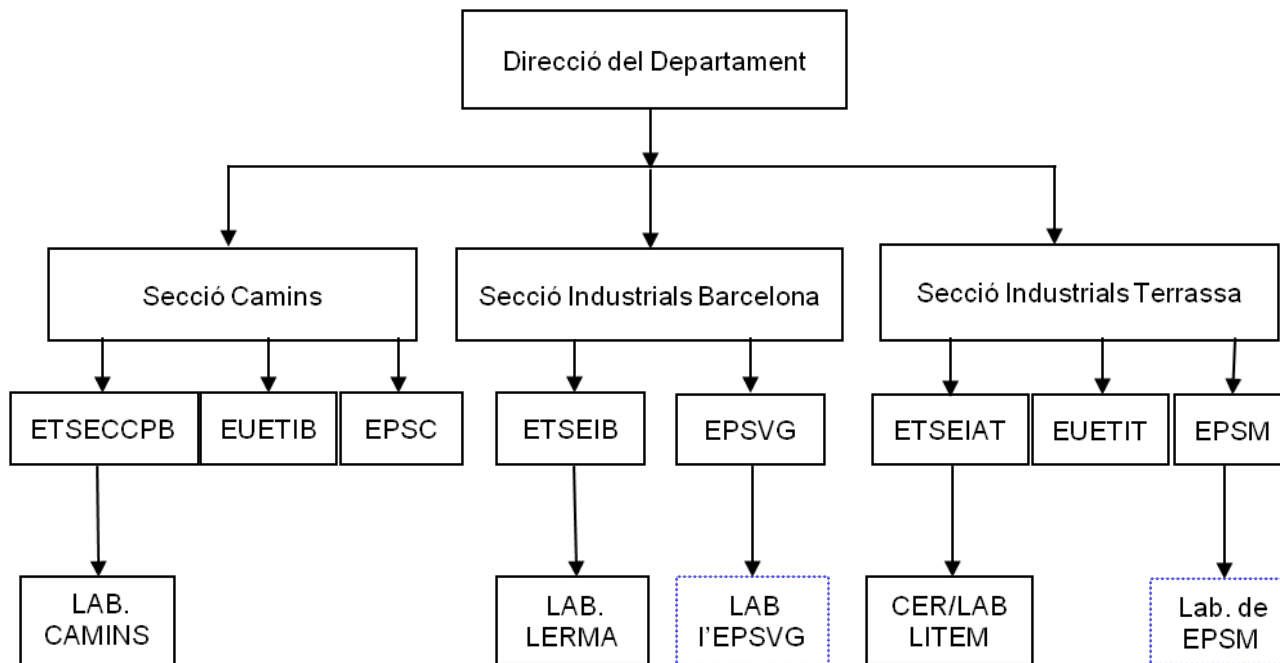 Direcció del Departament
Secció Camins
Secció Industrials Barcelona
Secció Industrials Terrassa
ETSECCPB
EUETIB
EPSC
ETSEIB
EPSVG
ETSEIAT
EUETIT
EPSM
LAB.
CAMINS
LAB.
LERMA
LAB
l'EPSVG
CER/LAB
LITEM
Lab. de
EPSM